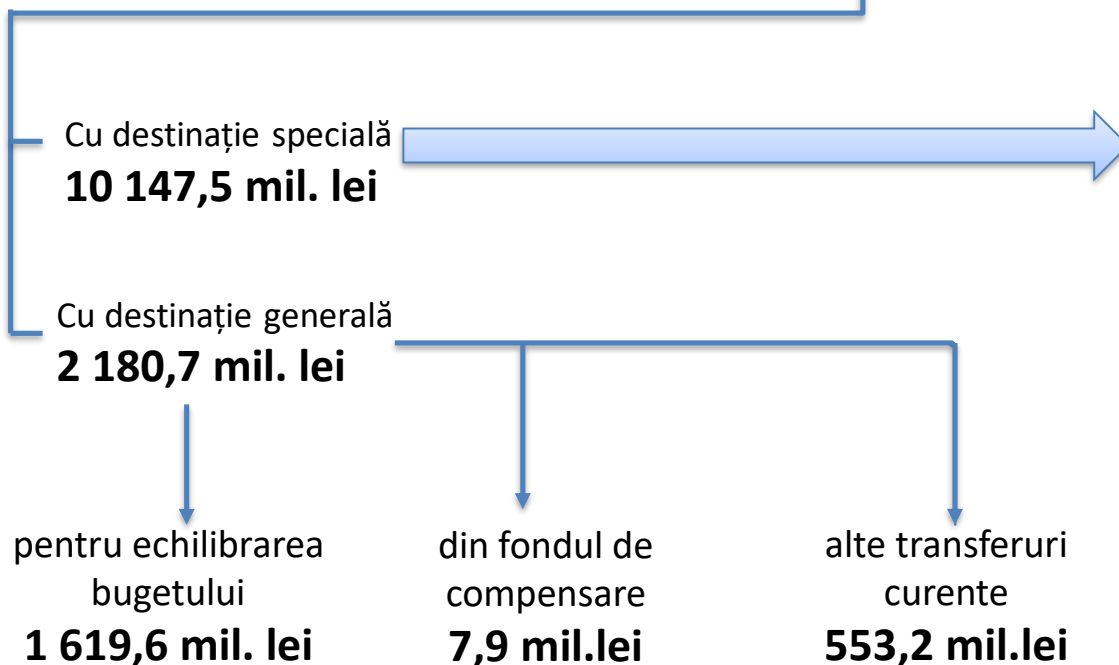 Cu destinație specială
10 147,5 mil. lei
Cu destinație generală
2 180,7 mil. lei
pentru echilibrarea
bugetului
1 619,6 mil. lei
din fondul de
compensare
7,9 mil.lei
alte transferuri
curente
553,2 mil.lei